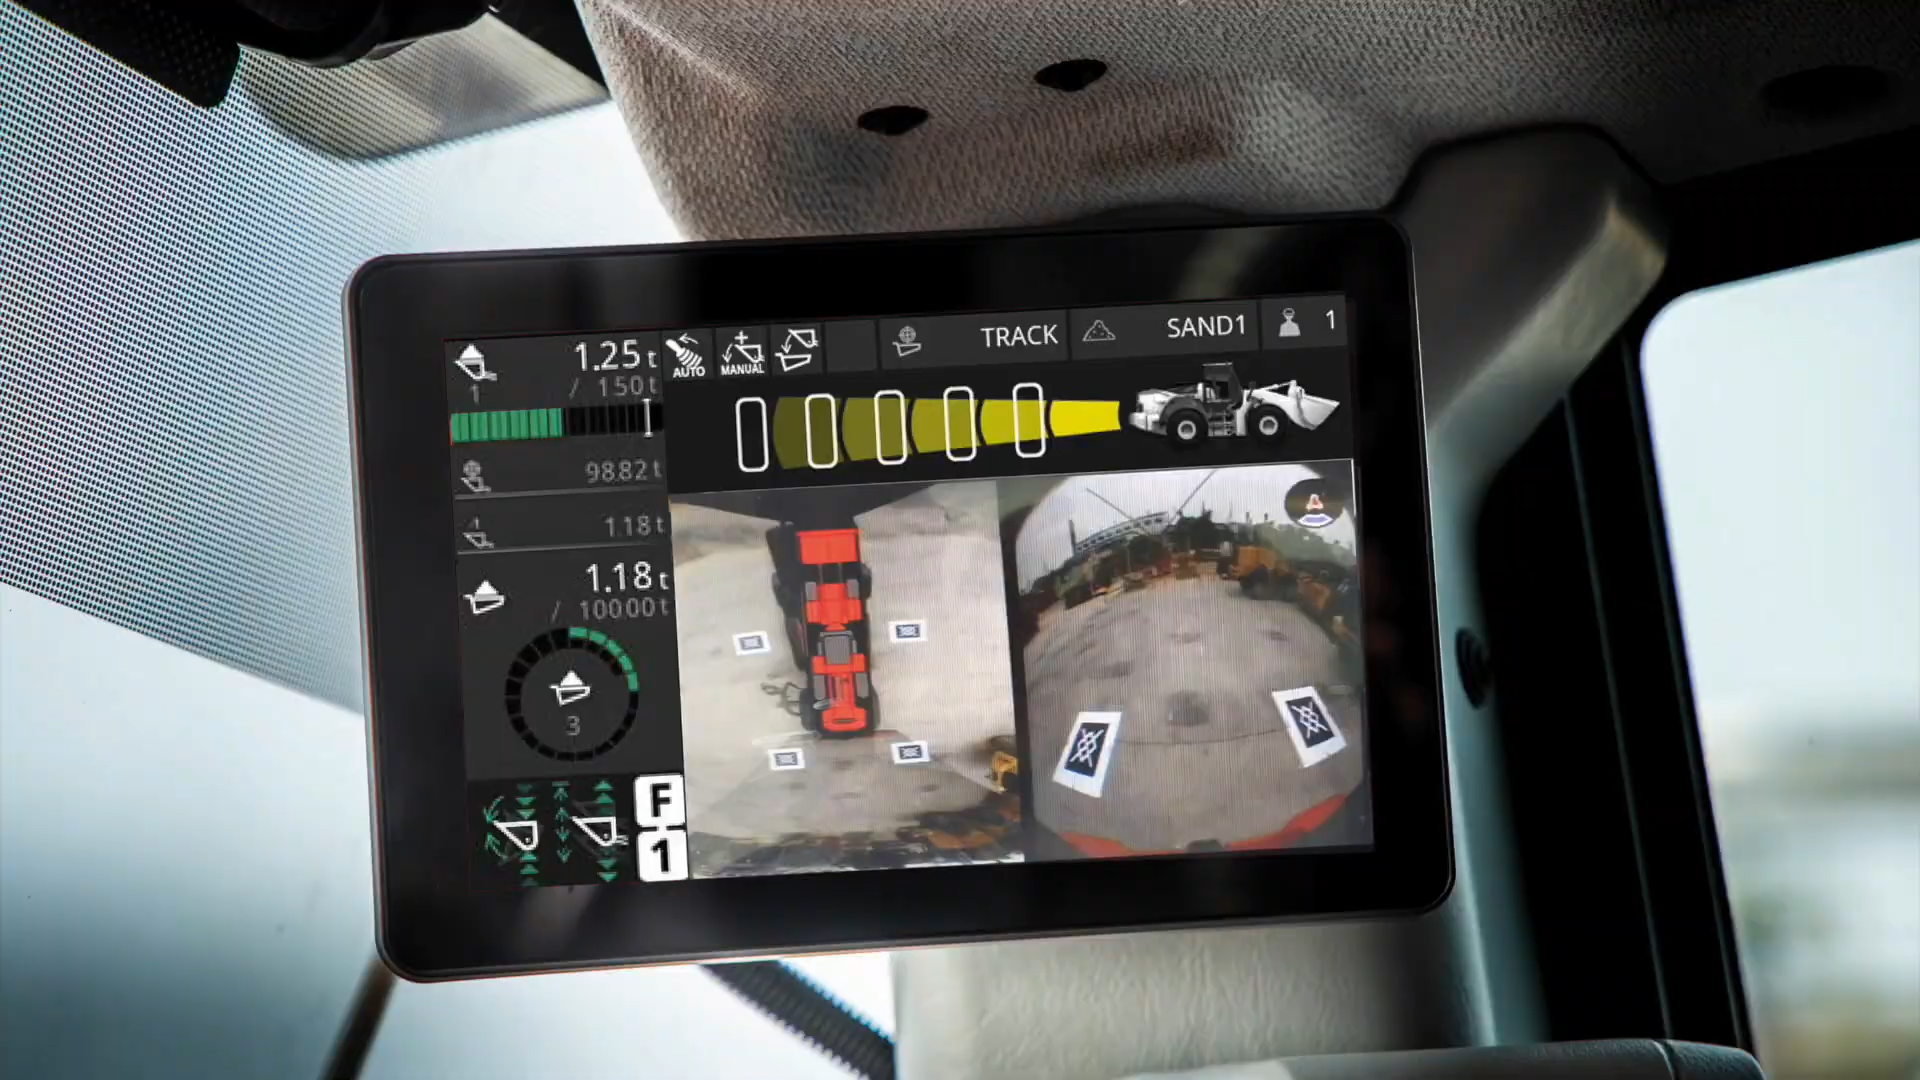 1.25 t
1
/ 150 t
AUTO
MANUAL
TRACK
SAND1
1
98.82 t
1
1.18 t
1.18 t
/ 100.00 t
3
F
1